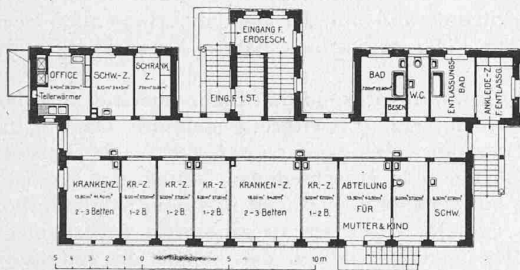 EINGANG F.
ERDGESCH.
OFFICE
Tellerwärmer
SCHW.-Z.
SCHRANK
Z.
EING. F. 1. ST.
BAD
BESEN
W.C.
ENTLASSUNGS-
BAD
ANKLEIDE-Z.
F. ENTLASSG.
KRANKENZ.
2-3 Betten
KR.-Z.
1-2 B.
KR.-Z.
1-2 B.
KR.-Z.
1-2 B.
KRANKEN-Z.
2-3 Betten
KR.-Z.
1-2 B.
ABTEILUNG
FÜR
MUTTER & KIND
SCHW.
5 4 3 2 1 0 5 10 m